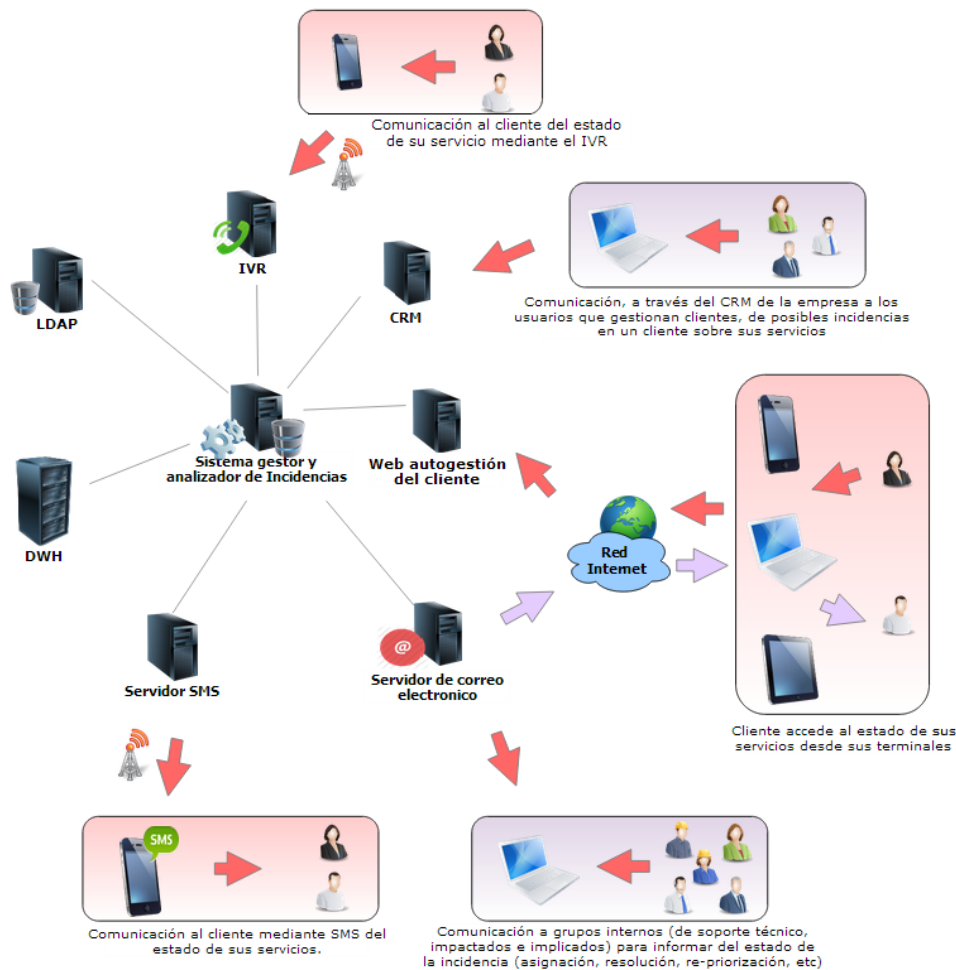 Comunicación al cliente del estado
de su servicio mediante el IVR
IVR
LDAP
CRM
Comunicación, a través del CRM de la empresa a los
usuarios que gestionan clientes, de posibles incidencias
en un cliente sobre sus servicios
Sistema gestor y
analizador de Incidencias
Web autogestión
del cliente
DWH
Red
Internet
Servidor SMS
@
Servidor de correo
electronico
Cliente accede al estado de sus
servicios desde sus terminales
SMS
Comunicación al cliente mediante SMS del
estado de sus servicios.
Comunicación a grupos internos (de soporte técnico,
impactados e implicados) para informar del estado de
la incidencia (asignación, resolución, re-priorización, etc)